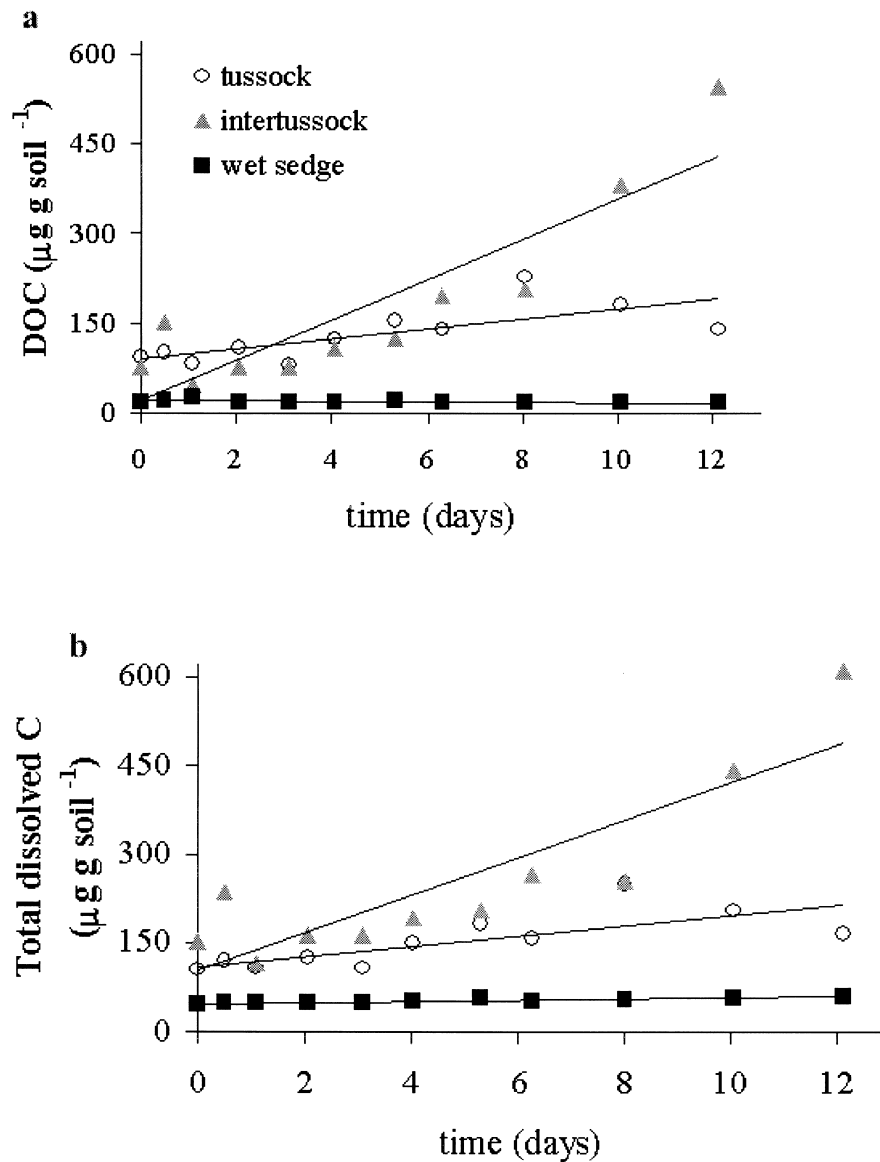 a
600
450
300
150
0
DOC (µg g soil ⁻¹)
tussock
intertussock
wet sedge
0 2 4 6 8 10 12
time (days)
b
600
450
300
150
0
Total dissolved C
(µg g soil ⁻¹)
0 2 4 6 8 10 12
time (days)